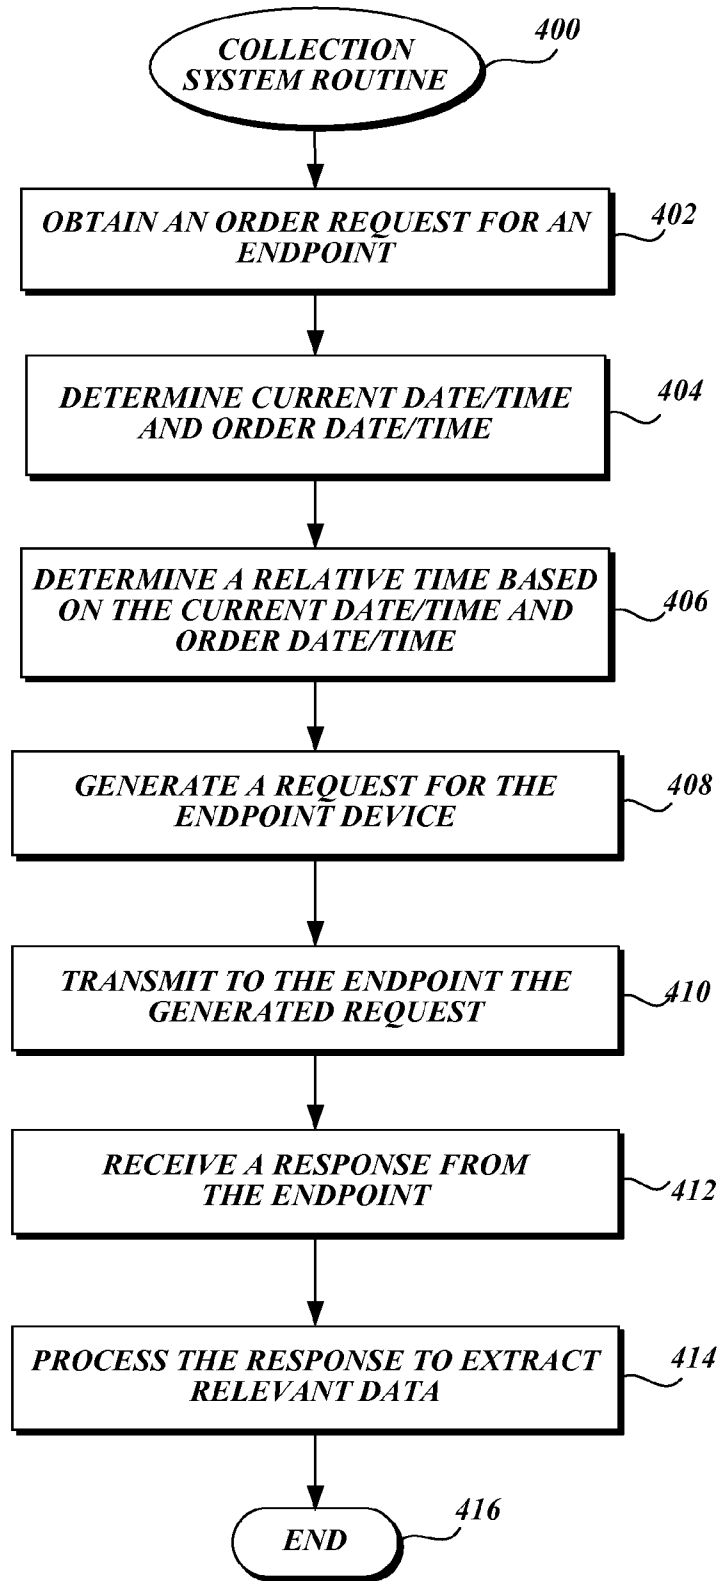 COLLECTION
SYSTEM ROUTINE
400
OBTAIN AN ORDER REQUEST FOR AN
ENDPOINT
402
DETERMINE CURRENT DATE/TIME
AND ORDER DATE/TIME
404
DETERMINE A RELATIVE TIME BASED
ON THE CURRENT DATE/TIME AND
ORDER DATE/TIME
406
GENERATE A REQUEST FOR THE
ENDPOINT DEVICE
408
TRANSMIT TO THE ENDPOINT THE
GENERATED REQUEST
410
RECEIVE A RESPONSE FROM
THE ENDPOINT
412
PROCESS THE RESPONSE TO EXTRACT
RELEVANT DATA
414
END
416